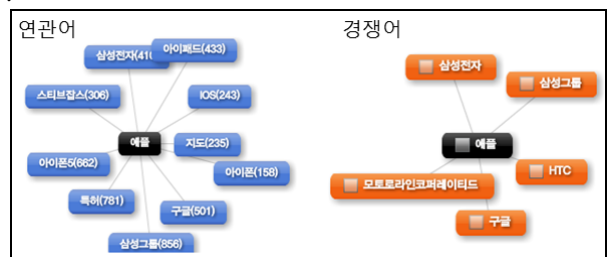 연관어
경쟁어
삼성전자(410
아이패드(433)
스티브잡스(306)
IOS(243)
애플
지도(235)
아이폰5(662)
아이폰(158)
특허(781)
구글(501)
삼성그룹(856)
삼성전자
삼성그룹
애플
HTC
모토로라인코퍼레이티드
구글